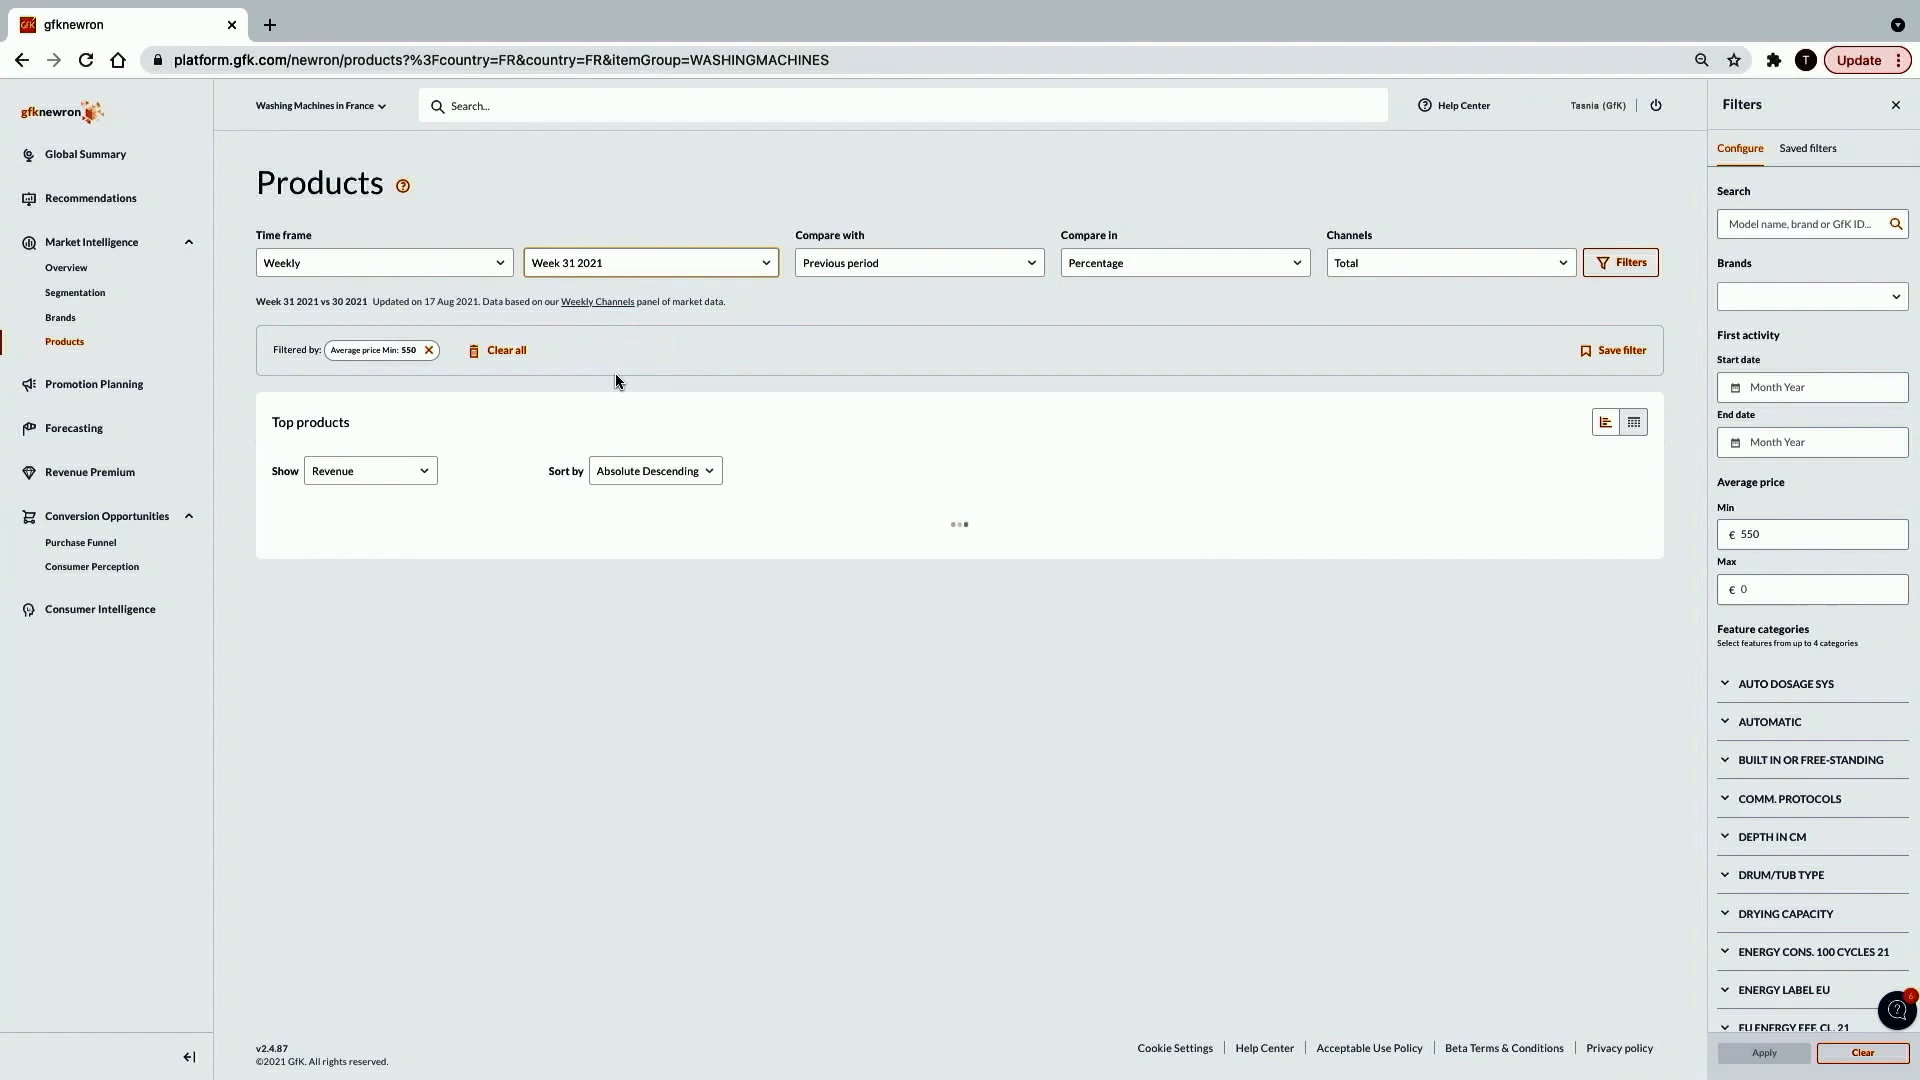 gfknewron
platform.gfk.com/newron/products?%3Fcountry=FR&country=FR&itemGroup=WASHINGMACHINES
T
Update
gfknewron
Global Summary
Recommendations
Market Intelligence
Overview
Segmentation
Brands
Products
Promotion Planning
Forecasting
Revenue Premium
Conversion Opportunities
Purchase Funnel
Consumer Perception
Consumer Intelligence
Washing Machines in France
Search...
Help Center
Tasnia (GfK)
Products
Time frame
Weekly
Week 31 2021
Compare with
Previous period
Compare in
Percentage
Channels
Total
Filters
Week 31 2021 vs 30 2021 Updated on 17 Aug 2021. Data based on our Weekly Channels panel of market data.
Filtered by: Average price Min: 550
Clear all
Save filter
Top products
Show Revenue
Sort by Absolute Descending
v2.4.87
©2021 GfK. All rights reserved.
Cookie Settings
Help Center
Acceptable Use Policy
Beta Terms & Conditions
Privacy policy
Filters
Configure
Saved filters
Search
Model name, brand or GfK ID...
Brands
First activity
Start date
Month Year
End date
Month Year
Average price
Min
€ 550
Max
€ 0
Feature categories
Select features from up to 4 categories
AUTO DOSAGE SYS
AUTOMATIC
BUILT IN OR FREE-STANDING
COMM. PROTOCOLS
DEPTH IN CM
DRUM/TUB TYPE
DRYING CAPACITY
ENERGY CONS. 100 CYCLES 21
ENERGY LABEL EU
EU ENERGY EFF. CL. 21
6
Apply
Clear